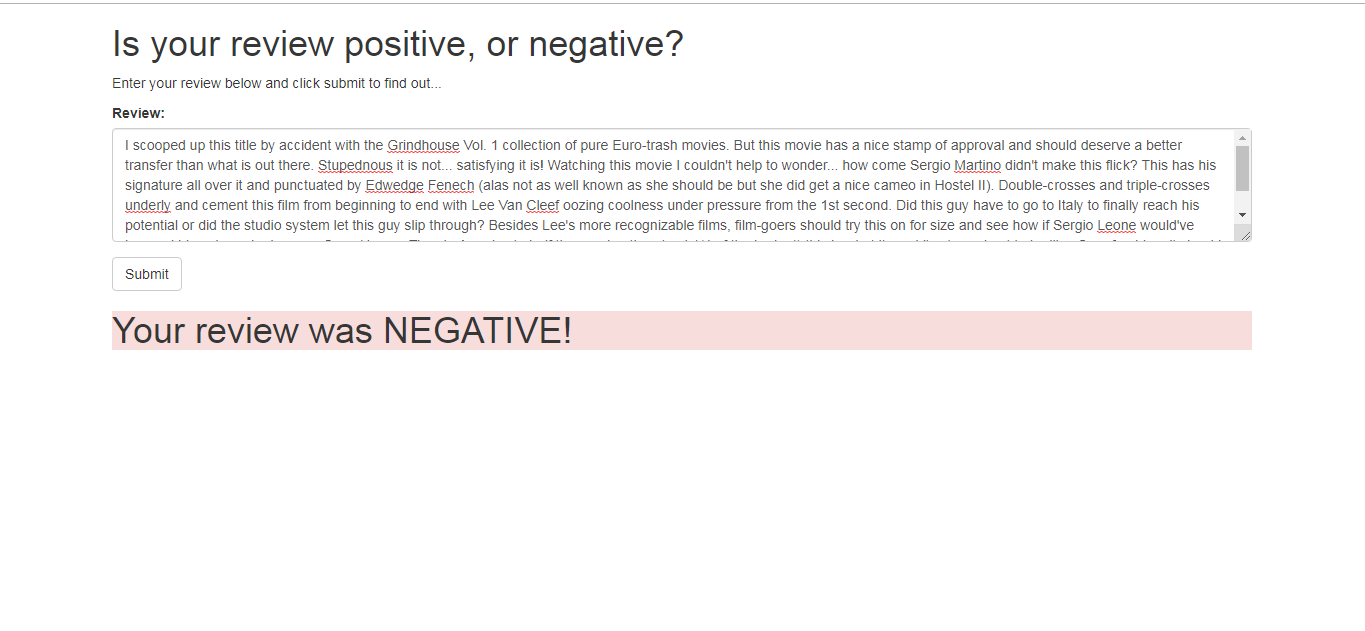 Is your review positive, or negative?
Enter your review below and click submit to find out...
Review:
I scooped up this title by accident with the Grindhouse Vol. 1 collection of pure Euro-trash movies. But this movie has a nice stamp of approval and should deserve a better
transfer than what is out there. Stupednous it is not... satisfying it is! Watching this movie I couldn't help to wonder... how come Sergio Martino didn't make this flick? This has his
signature all over it and punctuated by Edwedge Fenech (alas not as well known as she should be but she did get a nice cameo in Hostel II). Double-crosses and triple-crosses
underly and cement this film from beginning to end with Lee Van Cleef oozing coolness under pressure from the 1st second. Did this guy have to go to Italy to finally reach his
potential or did the studio system let this guy slip through? Besides Lee's more recognizable films, film-goers should try this on for size and see how if Sergio Leone would've
Submit
Your review was NEGATIVE!